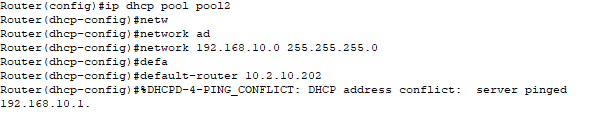 Router(config)#ip dhcp pool pool2
Router(dhcp-config)#netw
Router(dhcp-config)#network ad
Router(dhcp-config)#network 192.168.10.0 255.255.255.0
Router(dhcp-config)#defa
Router(dhcp-config)#default-router 10.2.10.202
Router(dhcp-config)#%DHCPD-4-PING_CONFLICT: DHCP address conflict:  server pinged
192.168.10.1.